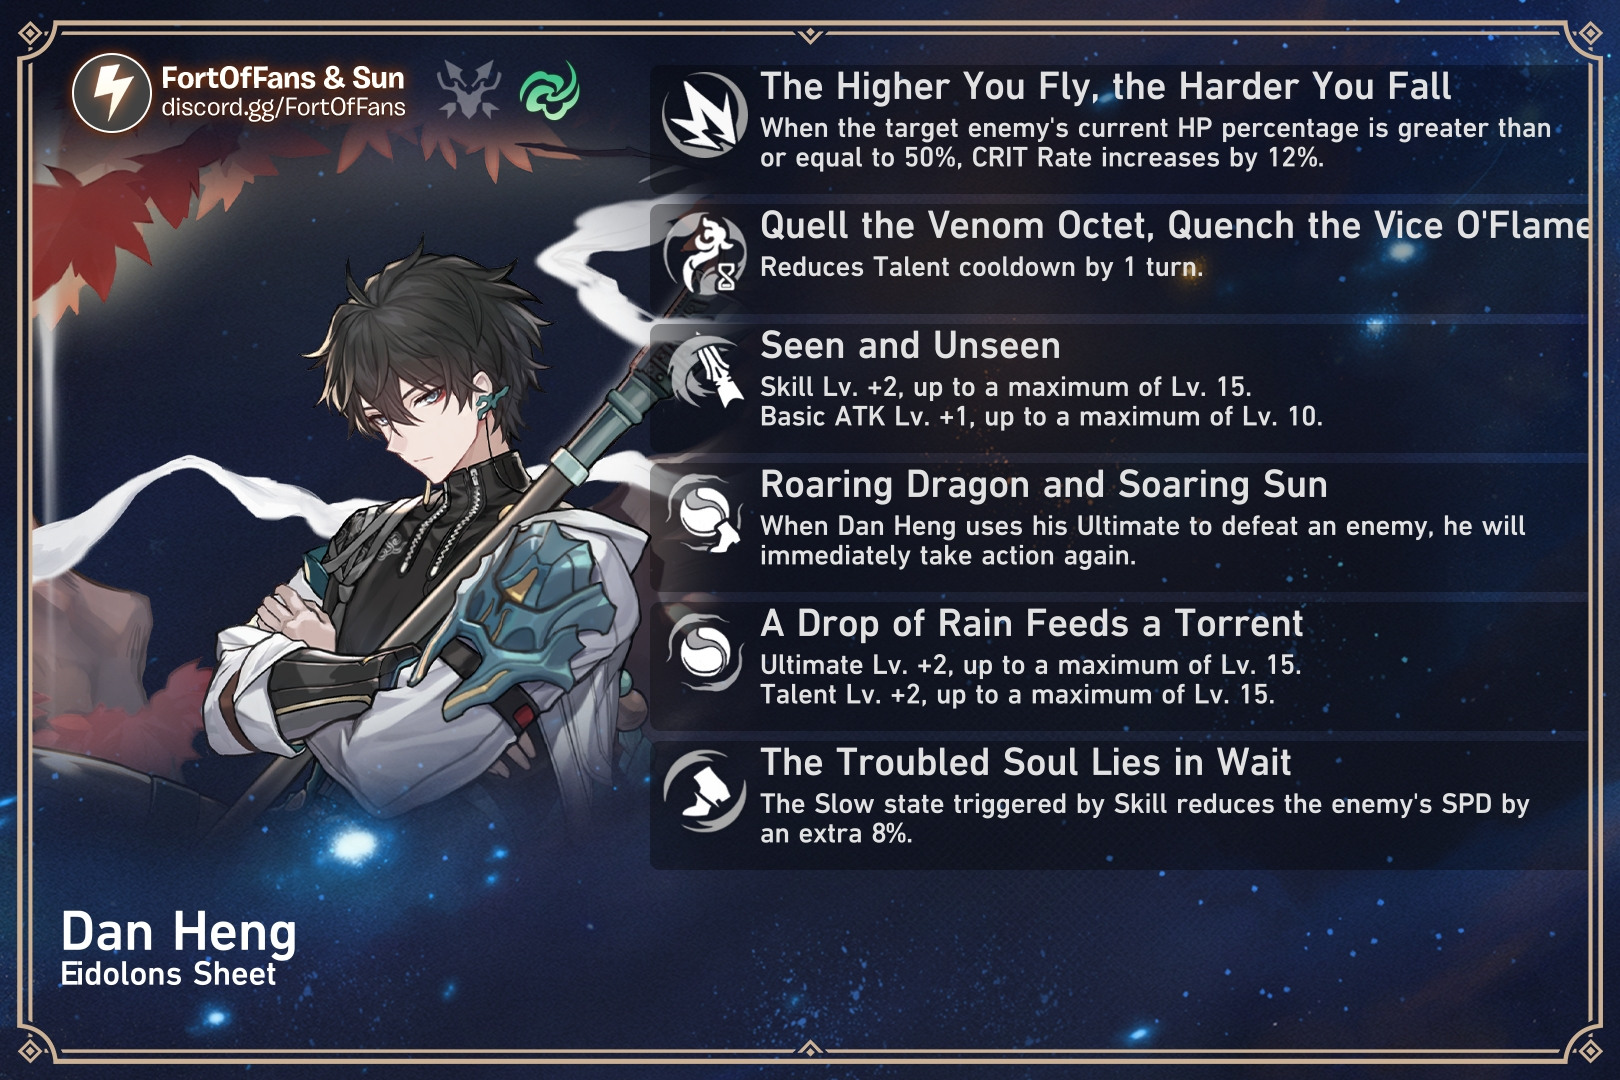 FortOfFans & Sun
discord.gg/FortOfFans
The Higher You Fly, the Harder You Fall
When the target enemy's current HP percentage is greater than
or equal to 50%, CRIT Rate increases by 12%.
Quell the Venom Octet, Quench the Vice O'Flame
Reduces Talent cooldown by 1 turn.
Seen and Unseen
Skill Lv. +2, up to a maximum of Lv. 15.
Basic ATK Lv. +1, up to a maximum of Lv. 10.
Roaring Dragon and Soaring Sun
When Dan Heng uses his Ultimate to defeat an enemy, he will
immediately take action again.
A Drop of Rain Feeds a Torrent
Ultimate Lv. +2, up to a maximum of Lv. 15.
Talent Lv. +2, up to a maximum of Lv. 15.
The Troubled Soul Lies in Wait
The Slow state triggered by Skill reduces the enemy's SPD by
an extra 8%.
Dan Heng
Eidolons Sheet